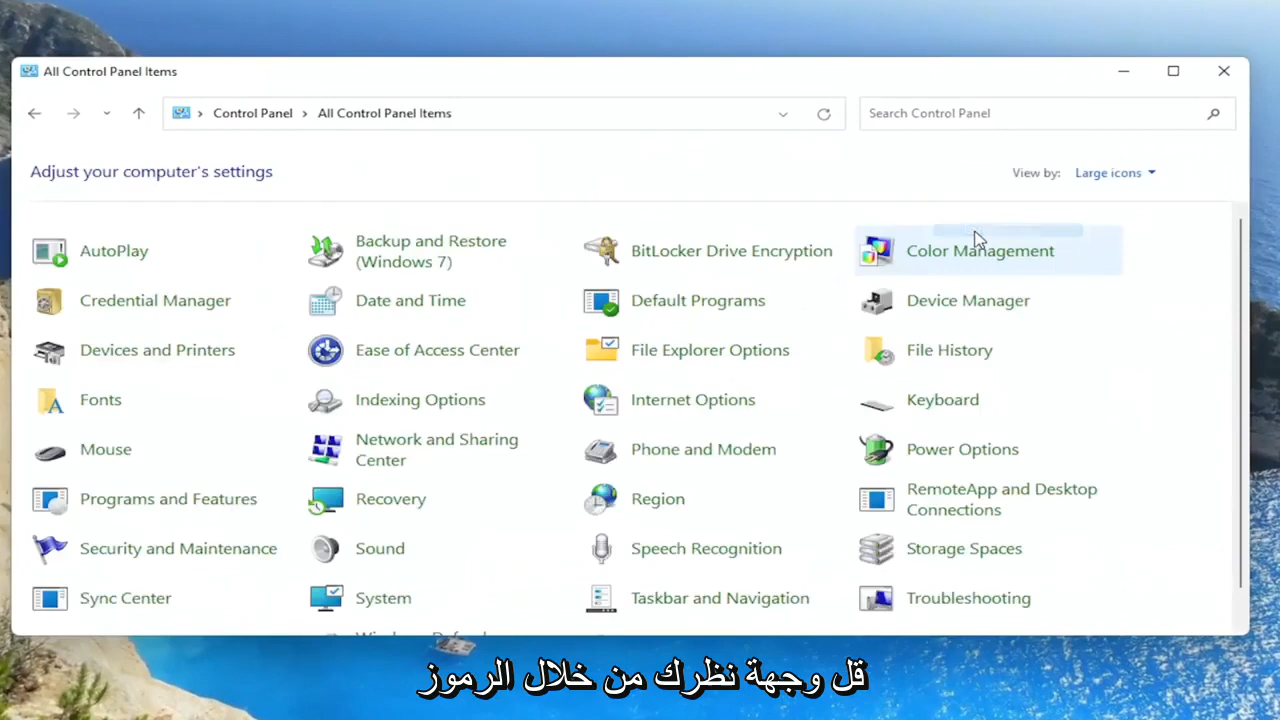 All Control Panel Items
Control Panel All Control Panel Items
Search Control Panel
Adjust your computer's settings
View by: Large icons
AutoPlay
Backup and Restore
(Windows 7)
BitLocker Drive Encryption
Color Management
Credential Manager
Date and Time
Default Programs
Device Manager
Devices and Printers
Ease of Access Center
File Explorer Options
File History
Fonts
Indexing Options
Internet Options
Keyboard
Mouse
Network and Sharing
Center
Phone and Modem
Power Options
Programs and Features
Recovery
Region
RemoteApp and Desktop
Connections
Security and Maintenance
Sound
Speech Recognition
Storage Spaces
Sync Center
System
Taskbar and Navigation
Troubleshooting
قل وجهة نظرك من خلال الرموز